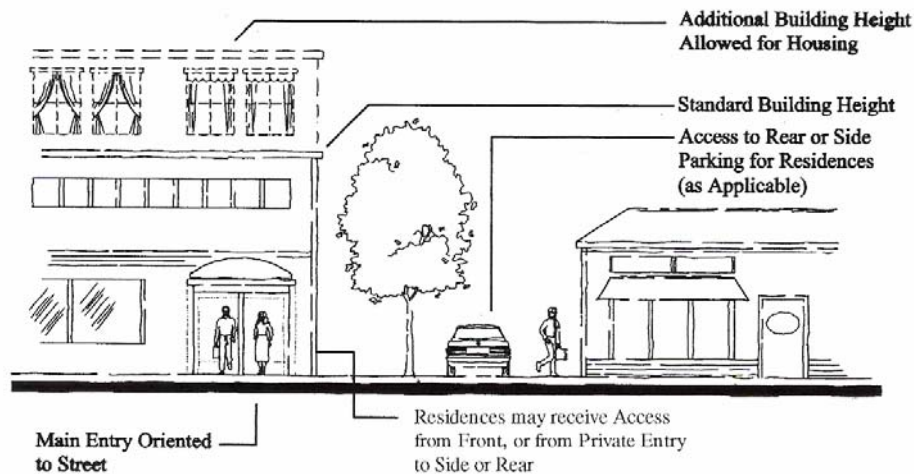 Additional Building Height
Allowed for Housing
Standard Building Height
Access to Rear or Side
Parking for Residences
(as Applicable)
Main Entry Oriented
to Street
Residences may receive Access
from Front, or from Private Entry
to Side or Rear